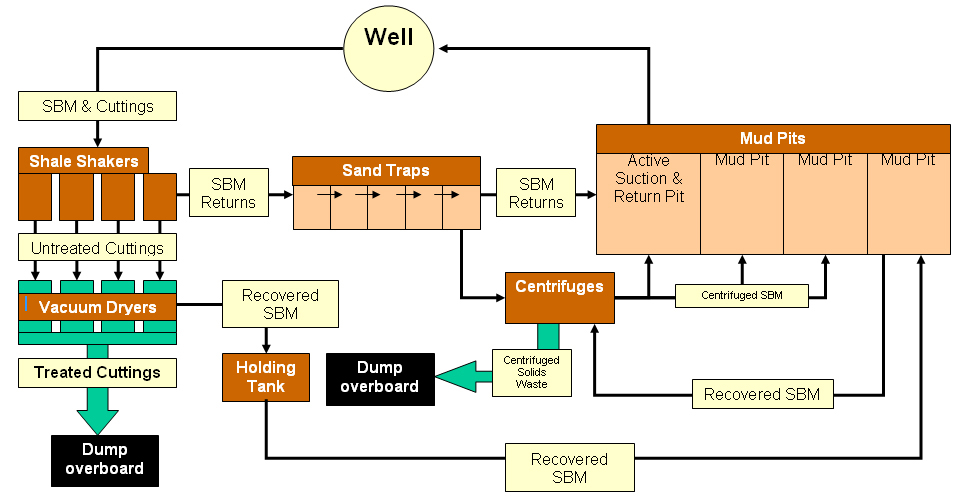 Well
SBM & Cuttings
Mud Pits
Shale Shakers
Sand Traps
Active
Suction &
Return Pit
Mud Pit
Mud Pit
Mud Pit
SBM
Returns
SBM
Returns
Untreated Cuttings
Centrifuges
Recovered
SBM
Centrifuged SBM
Vacuum Dryers
Holding
Tank
Dump
overboard
Centrifuged
Solids
Waste
Treated Cuttings
Recovered SBM
Dump
overboard
Recovered
SBM